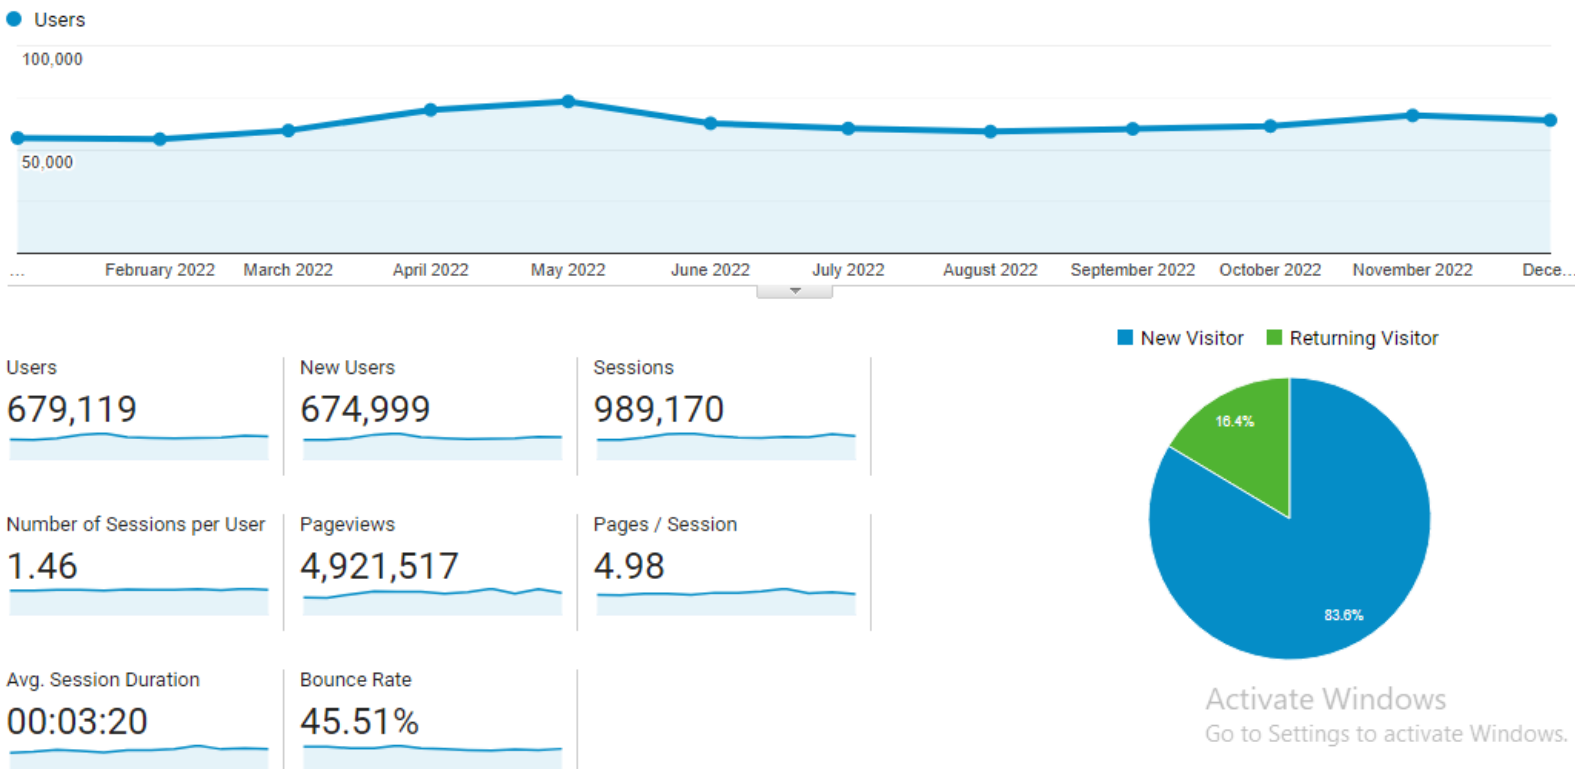 Users
100,000
50,000
... February 2022 March 2022 April 2022 May 2022 June 2022 July 2022 August 2022 September 2022 October 2022 November 2022 Dece...
New Visitor Returning Visitor
Users New Users Sessions
679,119 674,999 989,170
16.4%
Number of Sessions per User Pageviews Pages / Session
1.46 4,921,517 4.98
83.6%
Avg. Session Duration Bounce Rate
00:03:20 45.51%
Activate Windows
Go to Settings to activate Windows.